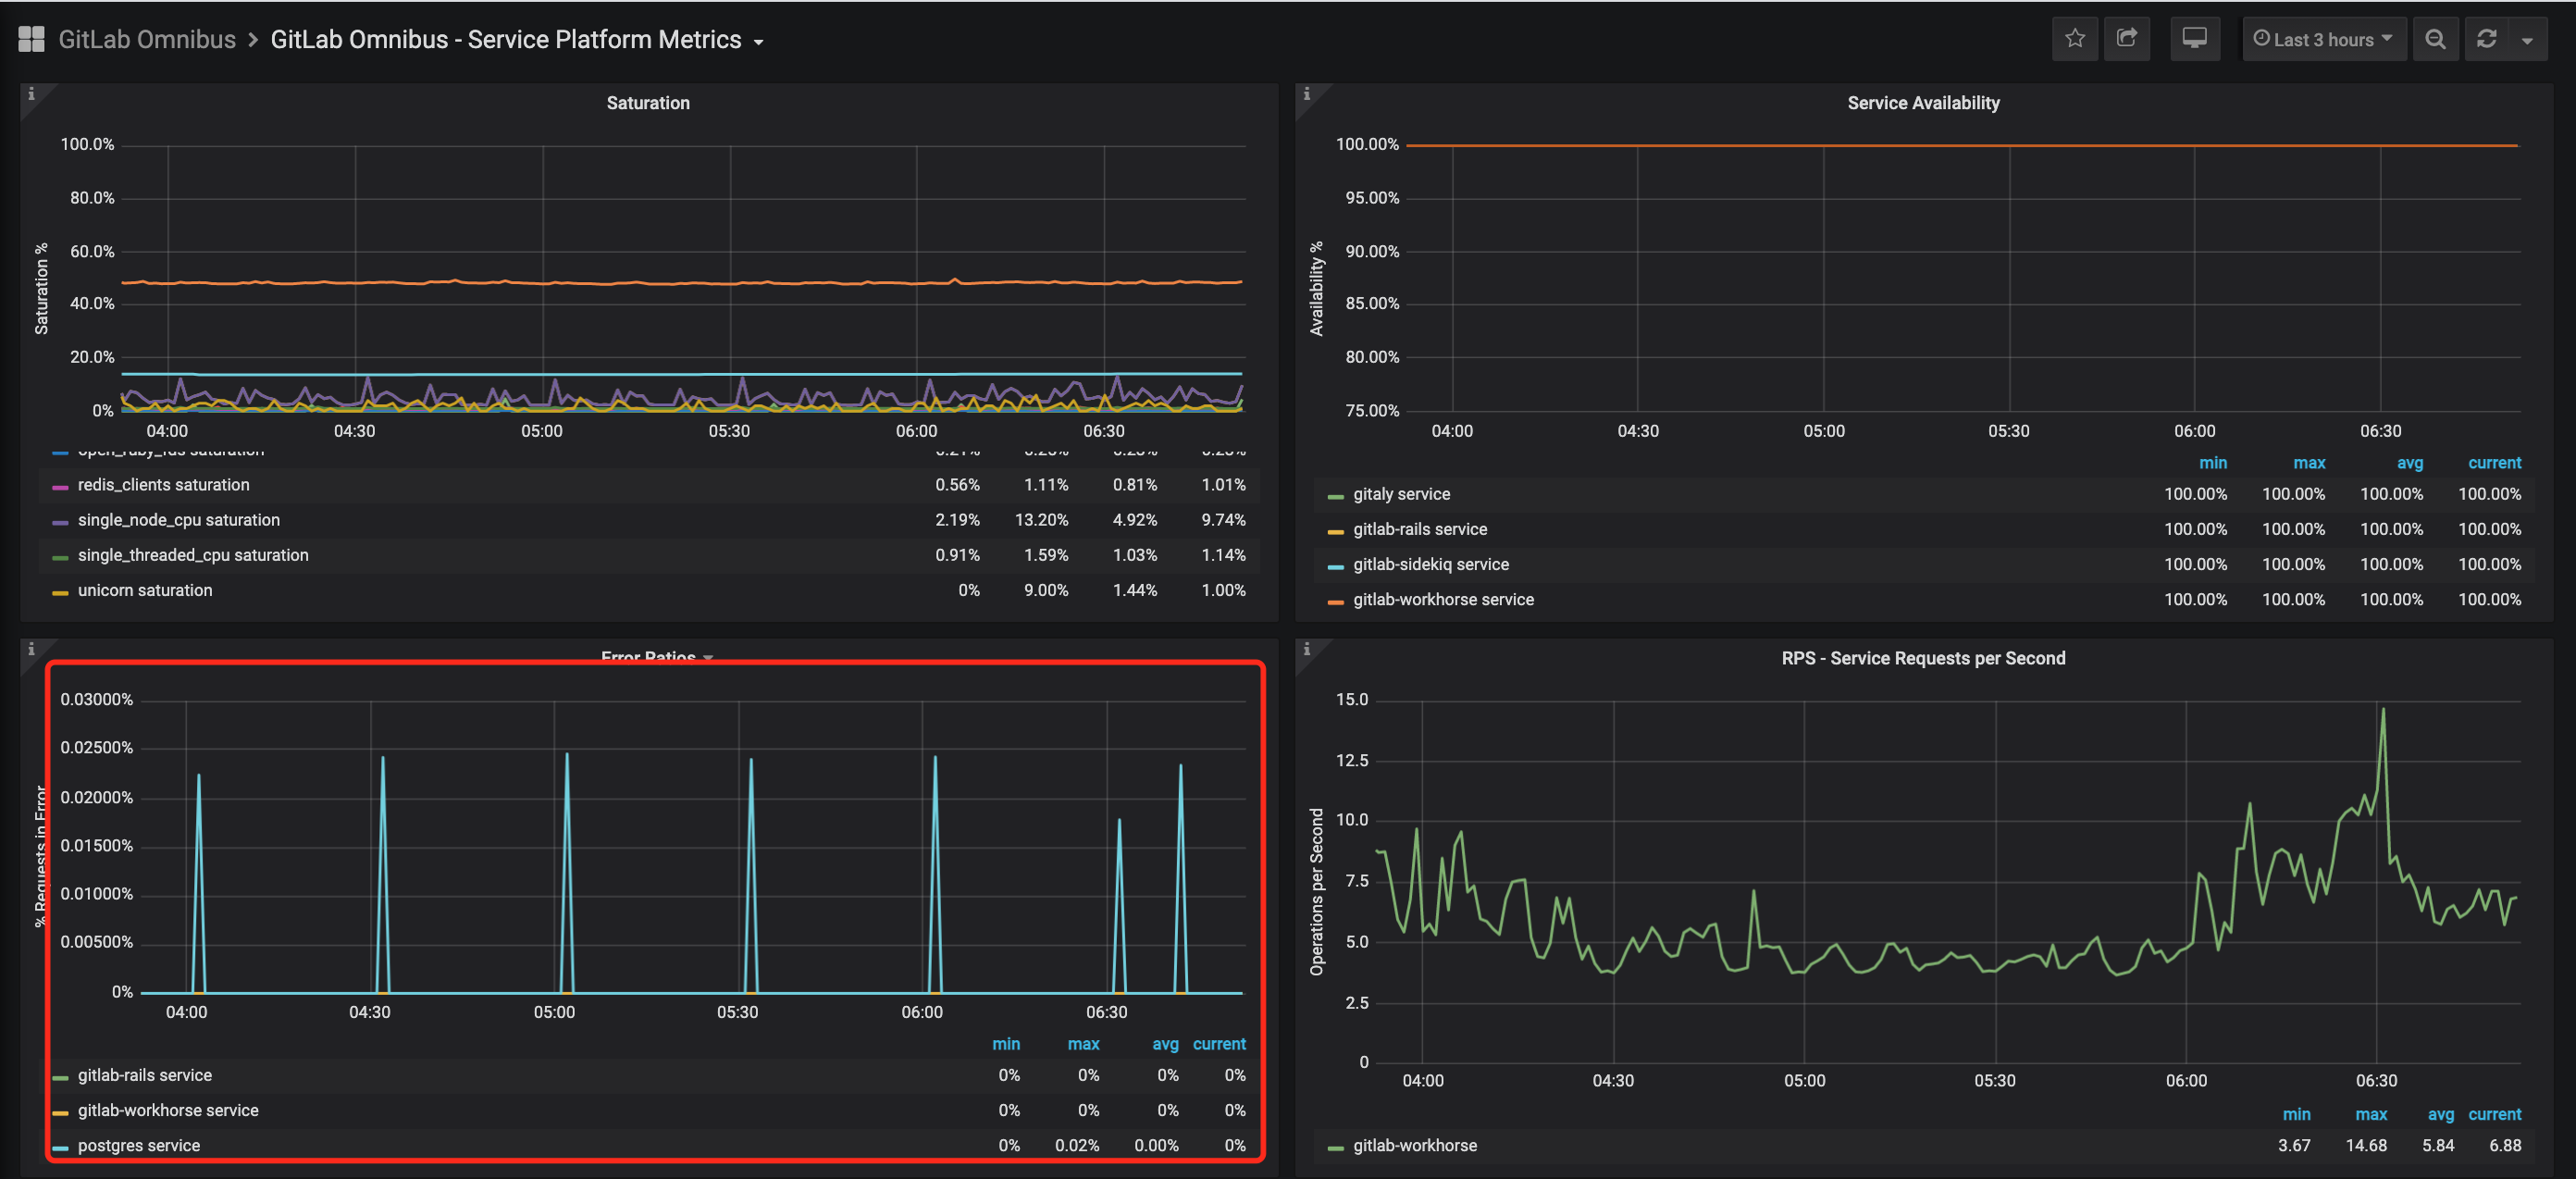 GitLab Omnibus > GitLab Omnibus - Service Platform Metrics
Last 3 hours
Saturation
Saturation %
100.0%
80.0%
60.0%
40.0%
20.0%
0%
04:00 04:30 05:00 05:30 06:00 06:30
redis_clients saturation 0.56% 1.11% 0.81% 1.01%
single_node_cpu saturation 2.19% 13.20% 4.92% 9.74%
single_threaded_cpu saturation 0.91% 1.59% 1.03% 1.14%
unicorn saturation 0% 9.00% 1.44% 1.00%
Service Availability
Availability %
100.00%
95.00%
90.00%
85.00%
80.00%
75.00%
04:00 04:30 05:00 05:30 06:00 06:30
min max avg current
gitaly service 100.00% 100.00% 100.00% 100.00%
gitlab-rails service 100.00% 100.00% 100.00% 100.00%
gitlab-sidekiq service 100.00% 100.00% 100.00% 100.00%
gitlab-workhorse service 100.00% 100.00% 100.00% 100.00%
Error Ratios
% Requests in Error
0.03000%
0.02500%
0.02000%
0.01500%
0.01000%
0.00500%
0%
04:00 04:30 05:00 05:30 06:00 06:30
min max avg current
gitlab-rails service 0% 0% 0% 0%
gitlab-workhorse service 0% 0% 0% 0%
postgres service 0% 0.02% 0.00% 0%
RPS - Service Requests per Second
Operations per Second
15.0
12.5
10.0
7.5
5.0
2.5
0
04:00 04:30 05:00 05:30 06:00 06:30
min max avg current
gitlab-workhorse 3.67 14.68 5.84 6.88